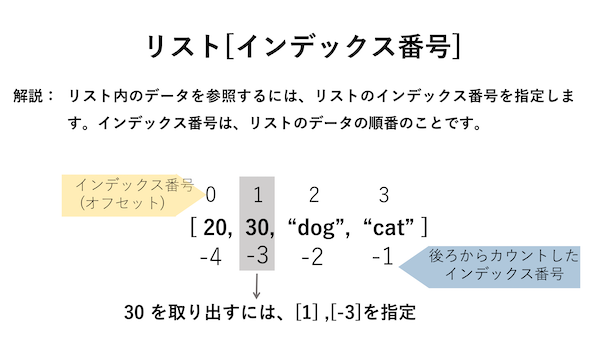 リスト[インデックス番号]
解説： リスト内のデータを参照するには、リストのインデックス番号を指定しま
す。インデックス番号は、リストのデータの順番のことです。
インデックス番号
(オフセット)
0 1 2 3
[ 20, 30, “dog”, “cat” ]
-4 -3 -2 -1
後ろからカウントした
インデックス番号
30 を取り出すには、[1] ,[-3]を指定